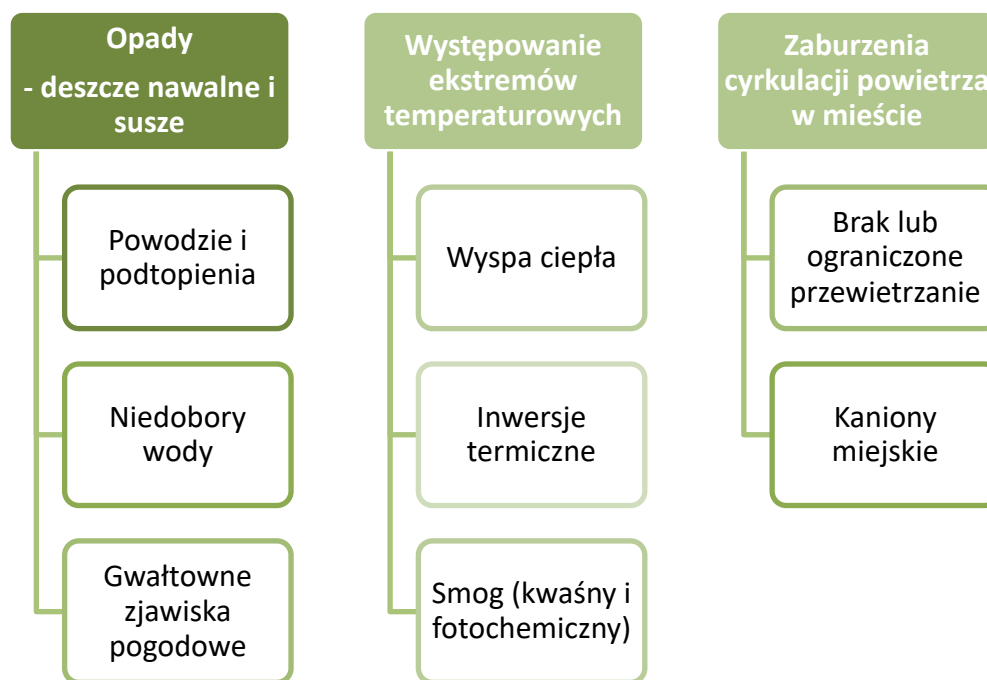 Opady
- deszcze nawalne i
susze
Powodzie i
podtopienia
Niedobory
wody
Gwałtowne
zjawiska
pogodowe
Występowanie
ekstremów
temperaturowych
Wyspa ciepła
Inwersje
termiczne
Smog (kwaśny i
fotochemiczny)
Zaburzenia
cyrkulacji powietrza
w mieście
Brak lub
ograniczone
przewietrzanie
Kaniony
miejskie